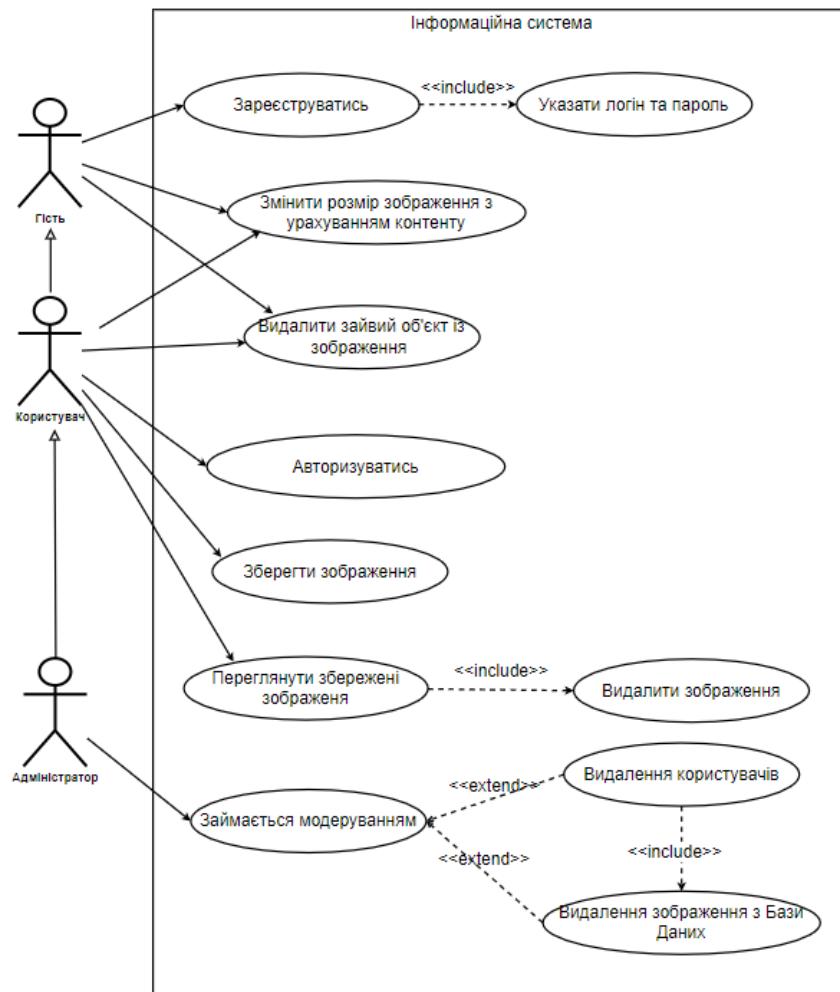 Інформаційна система
<<include>>
Зареєструватись
Указати логін та пароль
Гість
Змінити розмір зображення з
урахуванням контенту
Видалити зайвий об'єкт із
зображення
Користувач
Авторизуватись
Зберегти зображення
Переглянути збережені
зображеня
<<include>>
Видалити зображення
Адміністратор
Займається модеруванням
<<extend>>
Видалення користувачів
<<extend>>
<<include>>
Видалення зображення з Бази
Даних